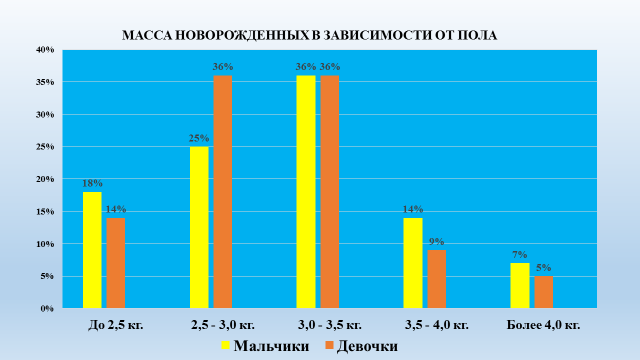 МАССА НОВОРОЖДЕННЫХ В ЗАВИСИМОСТИ ОТ ПОЛА
40%
35%
30%
25%
20%
15%
10%
5%
0%
18%
14%
25%
36%
36%
36%
14%
9%
7%
5%
До 2,5 кг.
2,5 - 3,0 кг.
3,0 - 3,5 кг.
3,5 - 4,0 кг.
Более 4,0 кг.
Мальчики
Девочки